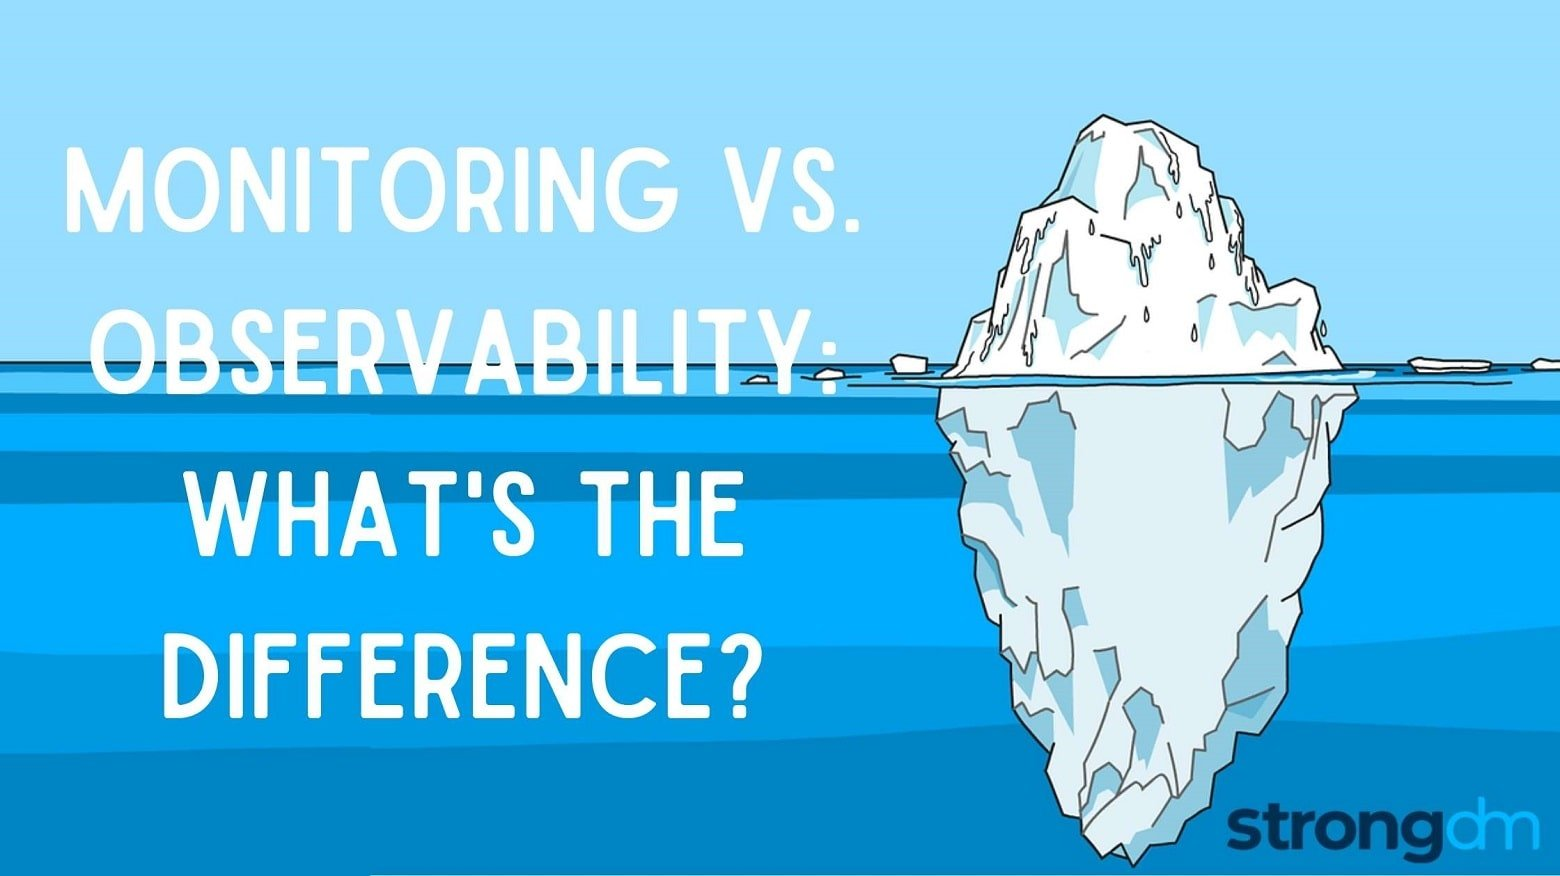 MONITORING VS.
OBSERVABILITY:
WHAT'S THE
DIFFERENCE?
strongdm